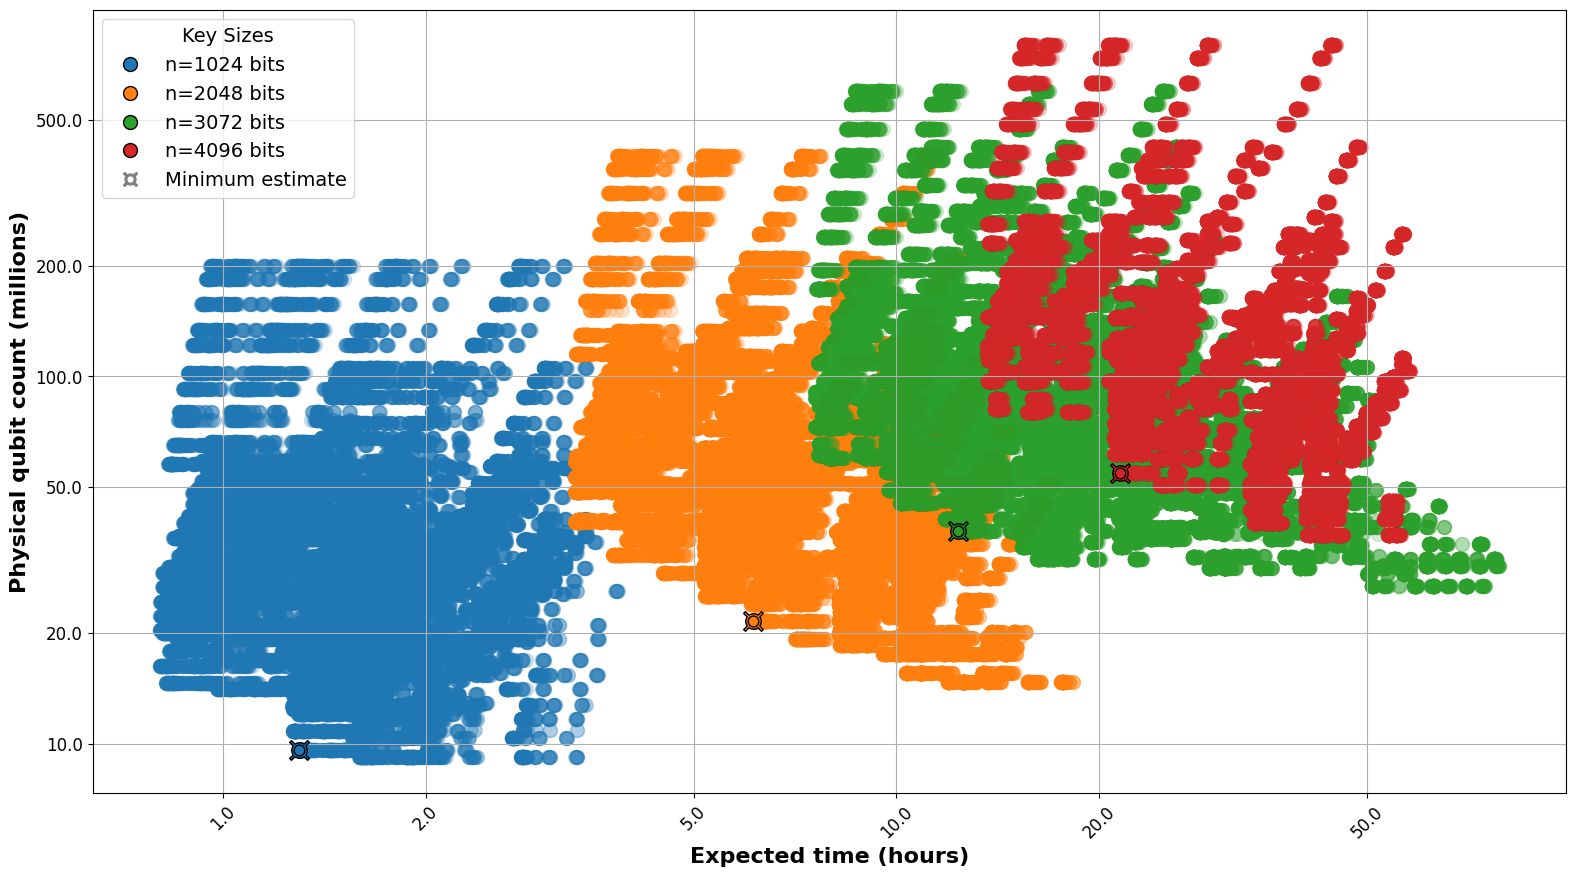 Key Sizes
n=1024 bits
n=2048 bits
n=3072 bits
n=4096 bits
Minimum estimate
Physical qubit count (millions)
500.0
200.0
100.0
50.0
20.0
10.0
1.0
2.0
5.0
10.0
20.0
50.0
Expected time (hours)